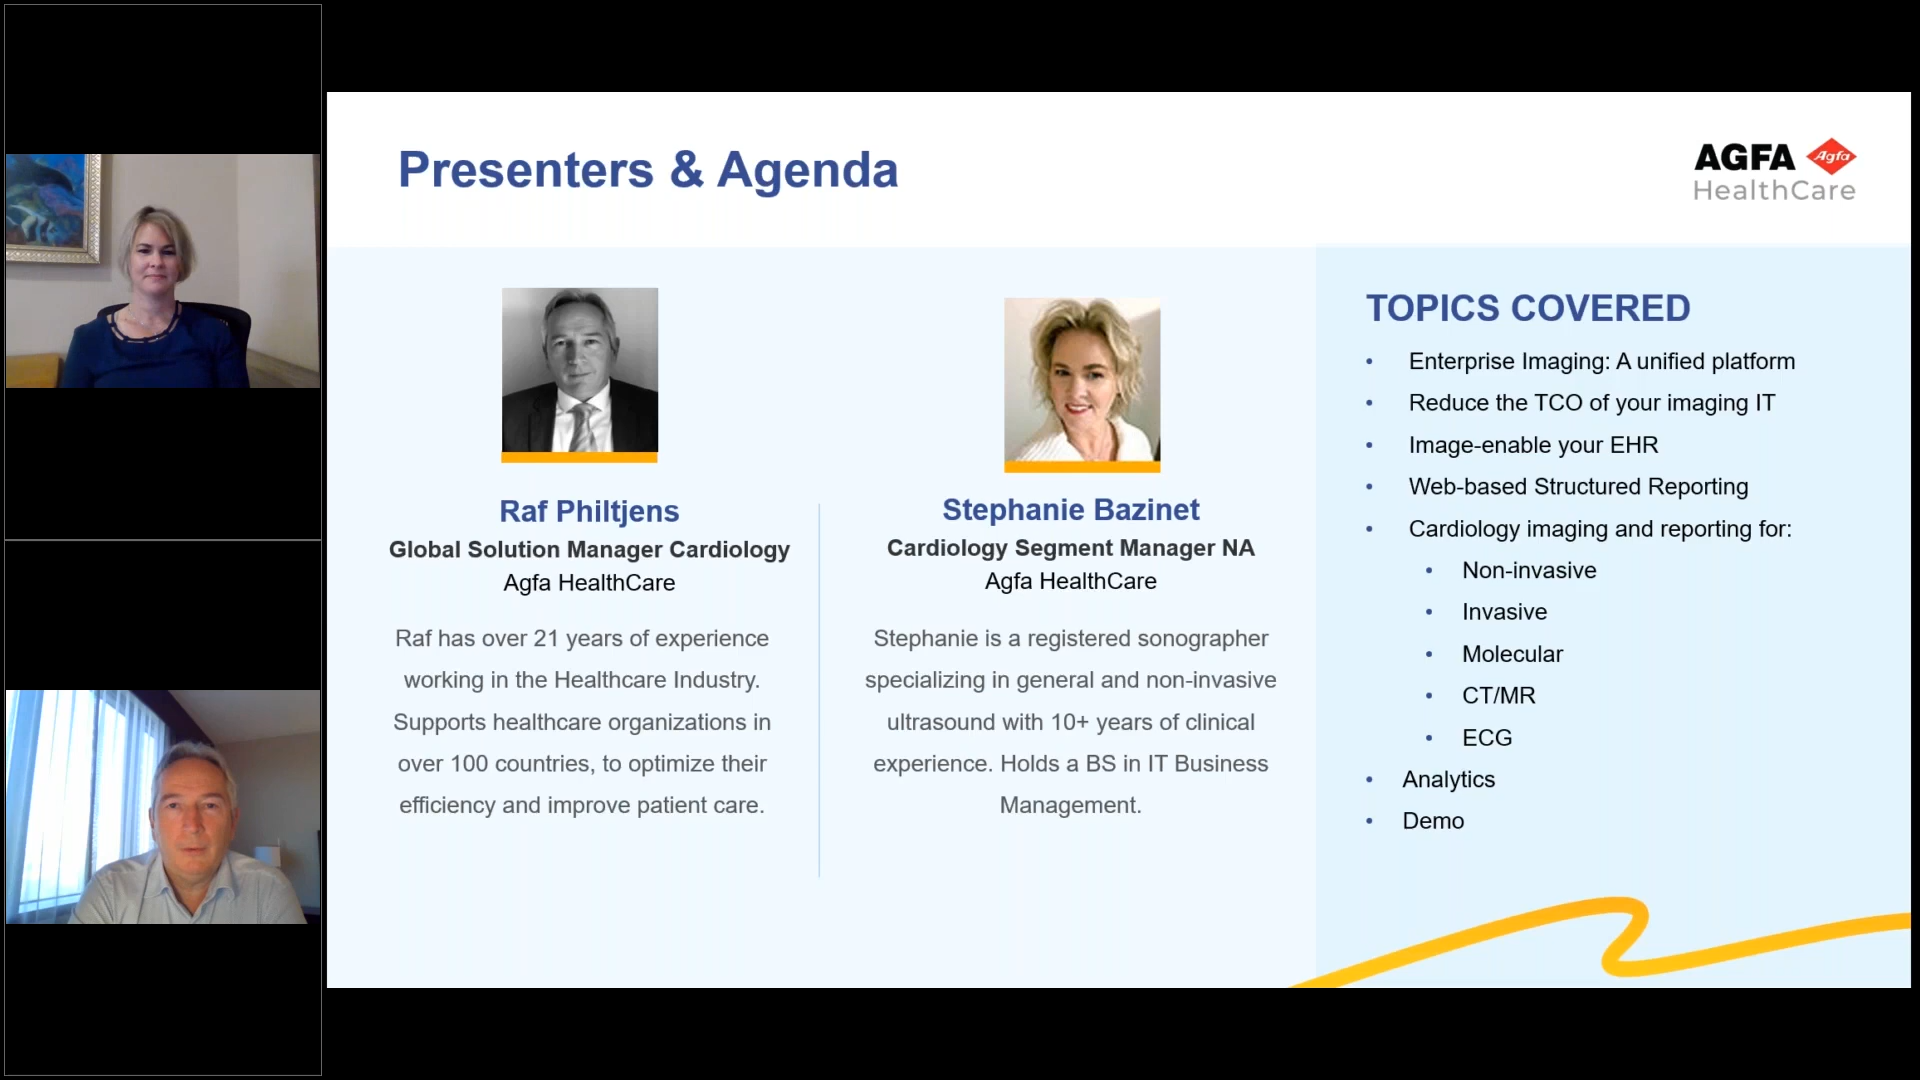 Presenters & Agenda
AGFA
Agfa
HealthCare
Raf Philtjens
Global Solution Manager Cardiology
Agfa HealthCare
Raf has over 21 years of experience
working in the Healthcare Industry.
Supports healthcare organizations in
over 100 countries, to optimize their
efficiency and improve patient care.
Stephanie Bazinet
Cardiology Segment Manager NA
Agfa HealthCare
Stephanie is a registered sonographer
specializing in general and non-invasive
ultrasound with 10+ years of clinical
experience. Holds a BS in IT Business
Management.
TOPICS COVERED
• Enterprise Imaging: A unified platform
• Reduce the TCO of your imaging IT
• Image-enable your EHR
• Web-based Structured Reporting
• Cardiology imaging and reporting for:
• Non-invasive
• Invasive
• Molecular
• CT/MR
• ECG
• Analytics
• Demo